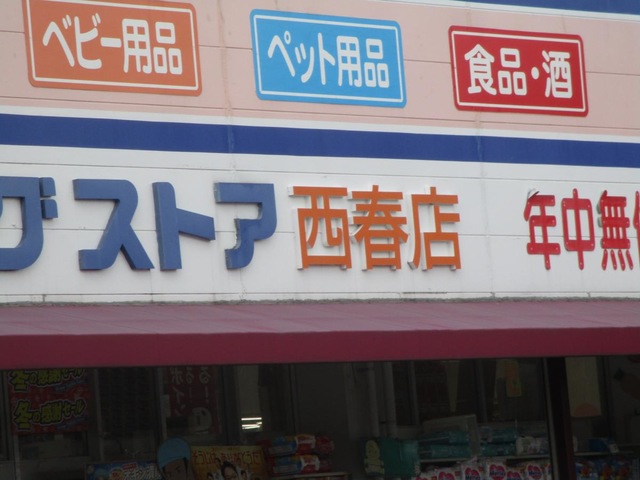 ベビー用品
ペット用品
食品・酒
グストア西春店
年中無